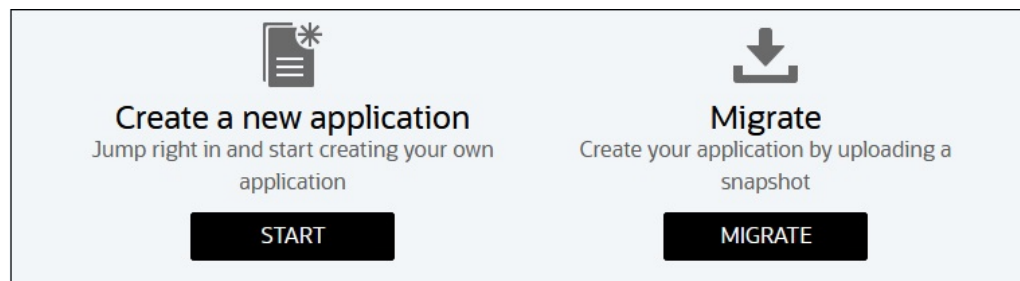 Create a new application
Jump right in and start creating your own
application
START
Migrate
Create your application by uploading a
snapshot
MIGRATE